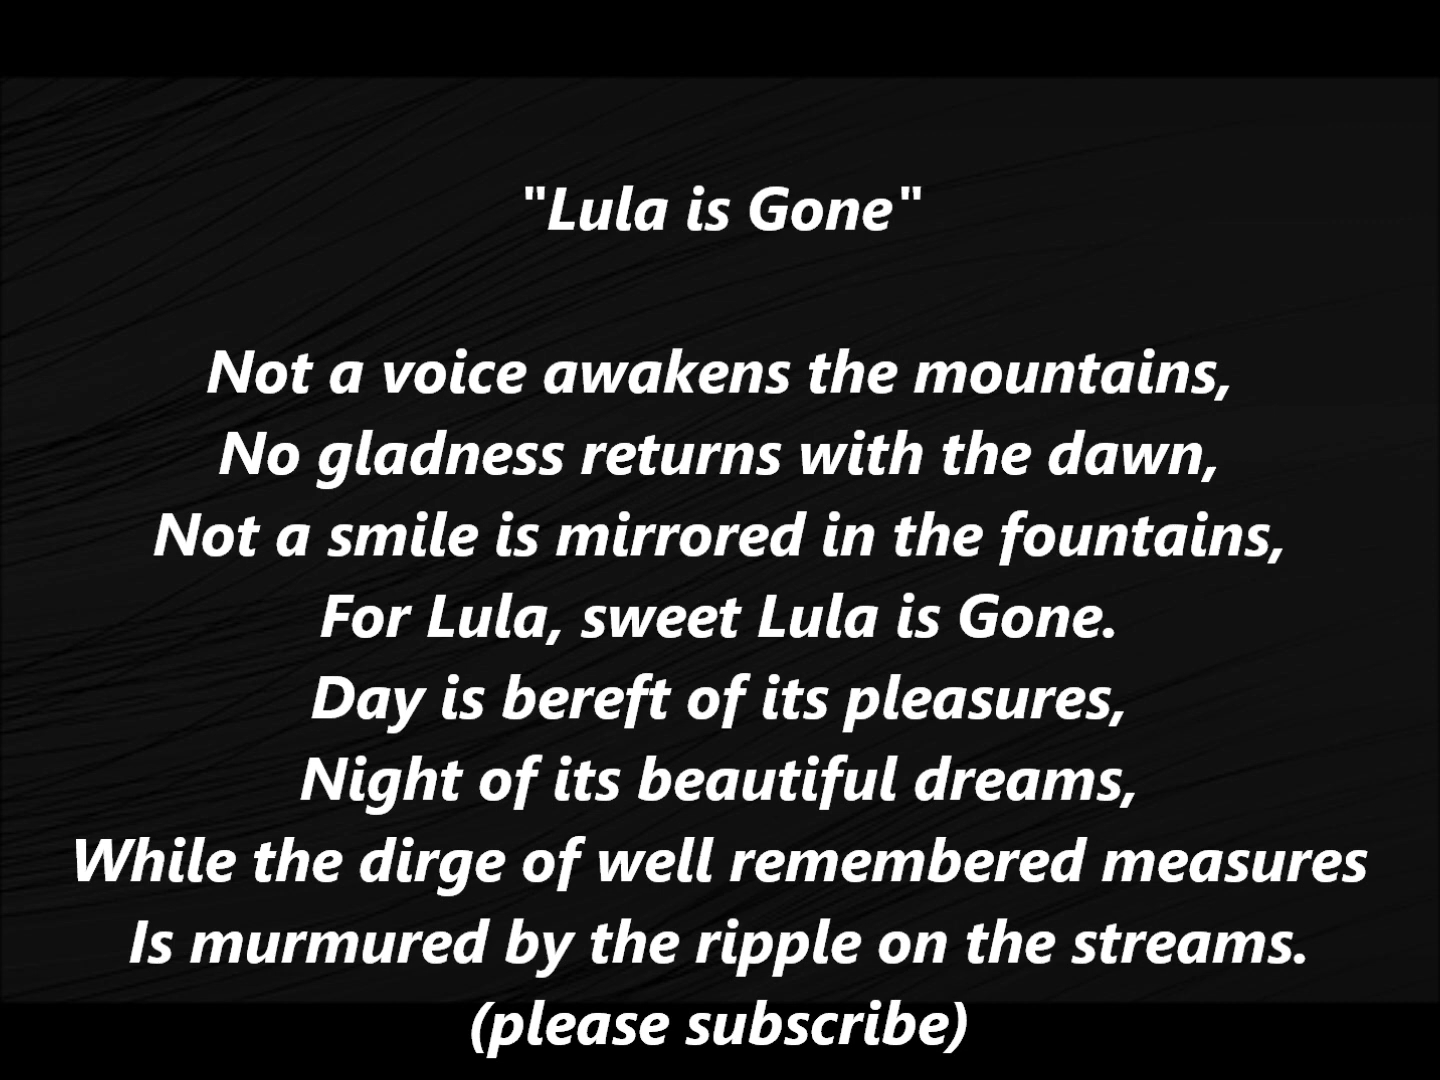 "Lula is Gone"
Not a voice awakens the mountains,
No gladness returns with the dawn,
Not a smile is mirrored in the fountains,
For Lula, sweet Lula is Gone.
Day is bereft of its pleasures,
Night of its beautiful dreams,
While the dirge of well remembered measures
Is murmured by the ripple on the streams.
(please subscribe)